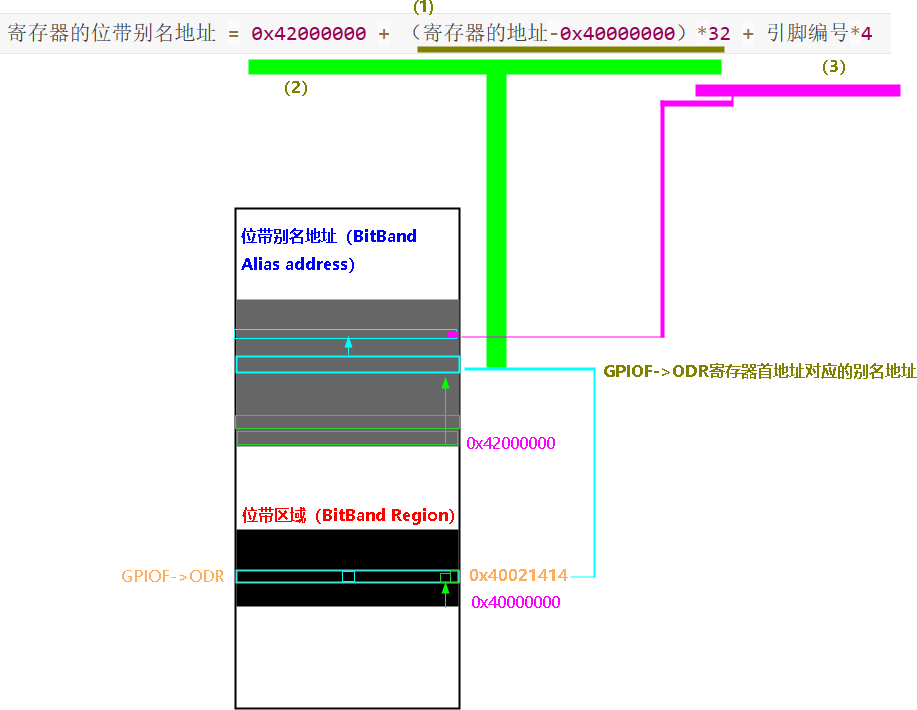 (1)
寄存器的位带别名地址 = 0x42000000 + （寄存器的地址-0x40000000）*32 + 引脚编号*4
(2)
(3)
位带别名地址（BitBand
Alias address）
GPIOF->ODR寄存器首地址对应的别名地址
0x42000000
位带区域（BitBand Region）
GPIOF->ODR
0x40021414
0x40000000